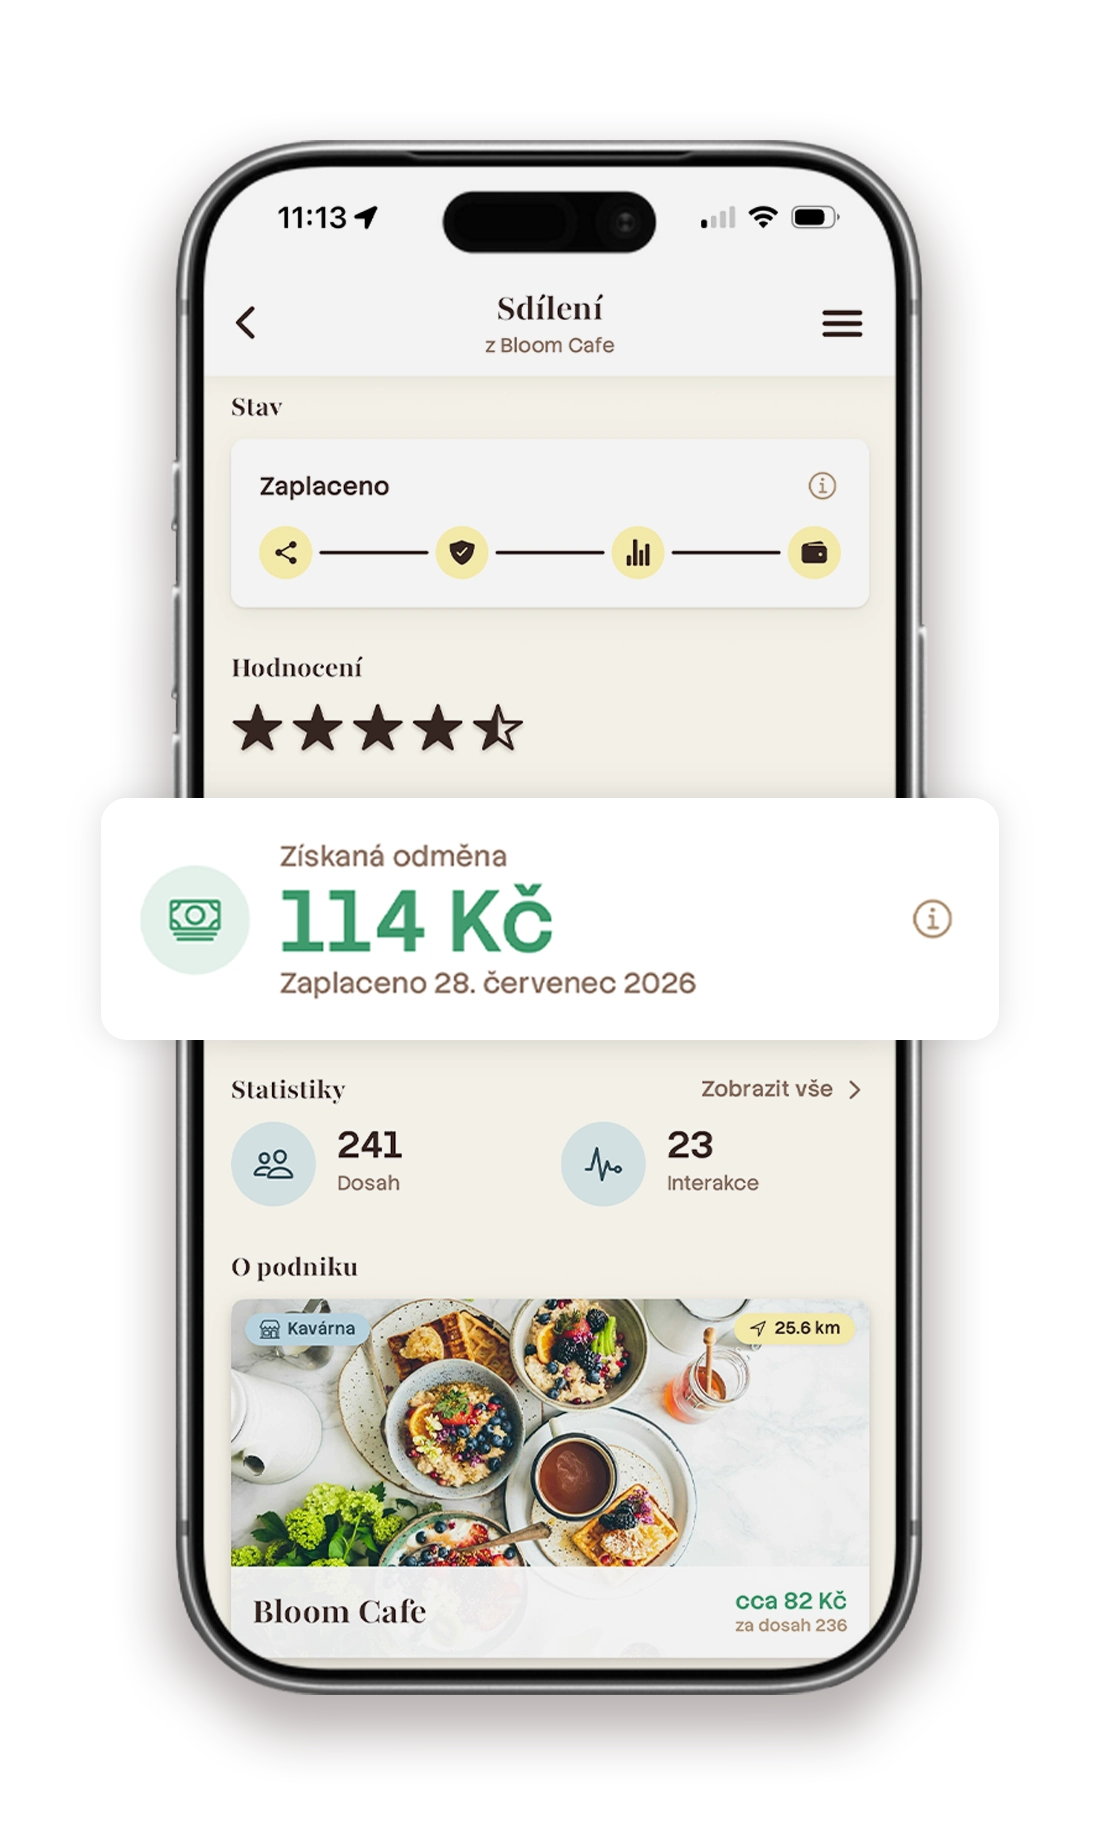 11:13
Sdílení
z Bloom Cafe
Stav
Zaplaceno
Hodnocení
Získaná odměna
114 Kč
Zaplaceno 28. červenec 2026
Statistiky
Zobrazit vše
241
Dosah
23
Interakce
O podniku
Kavárna
25.6 km
Bloom Cafe
cca 82 Kč
za dosah 236